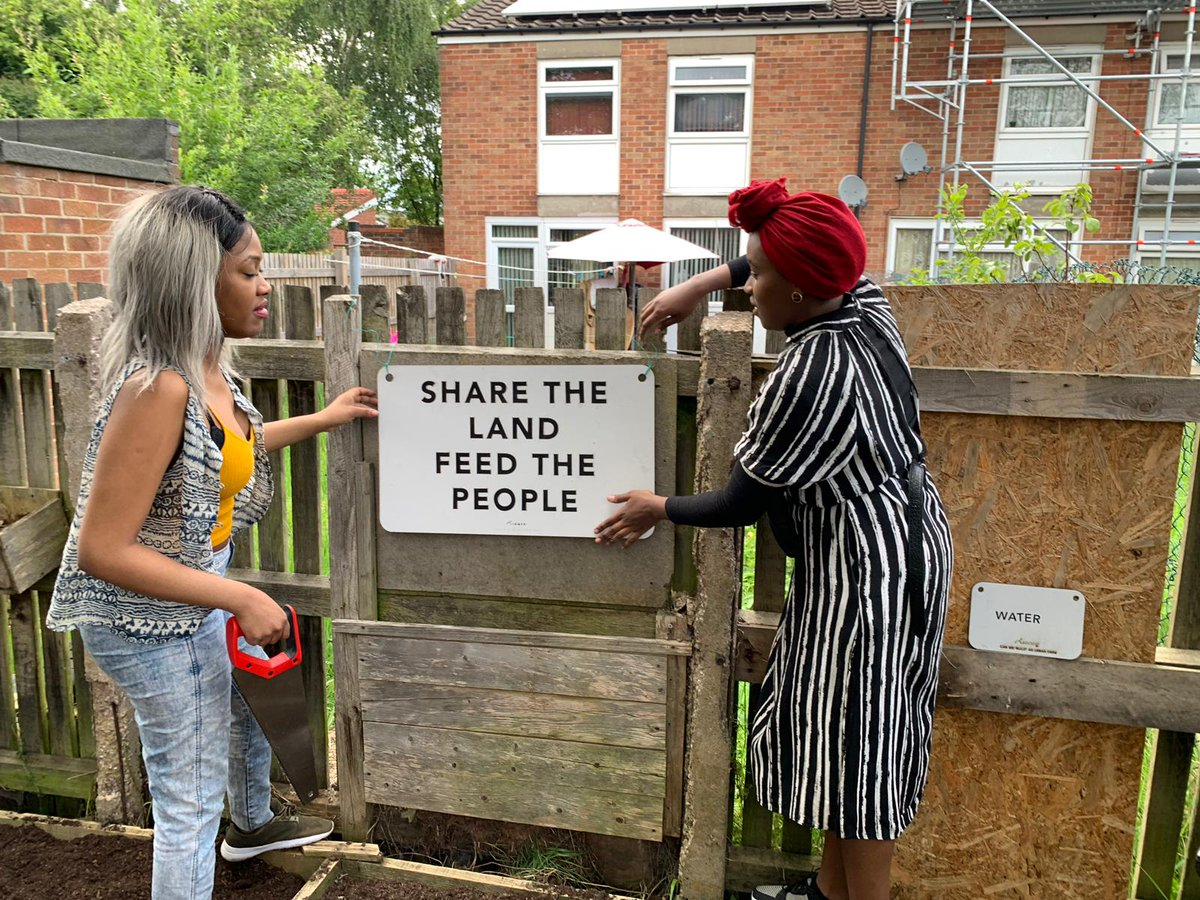 SHARE THE
LAND
FEED THE
PEOPLE
WATER